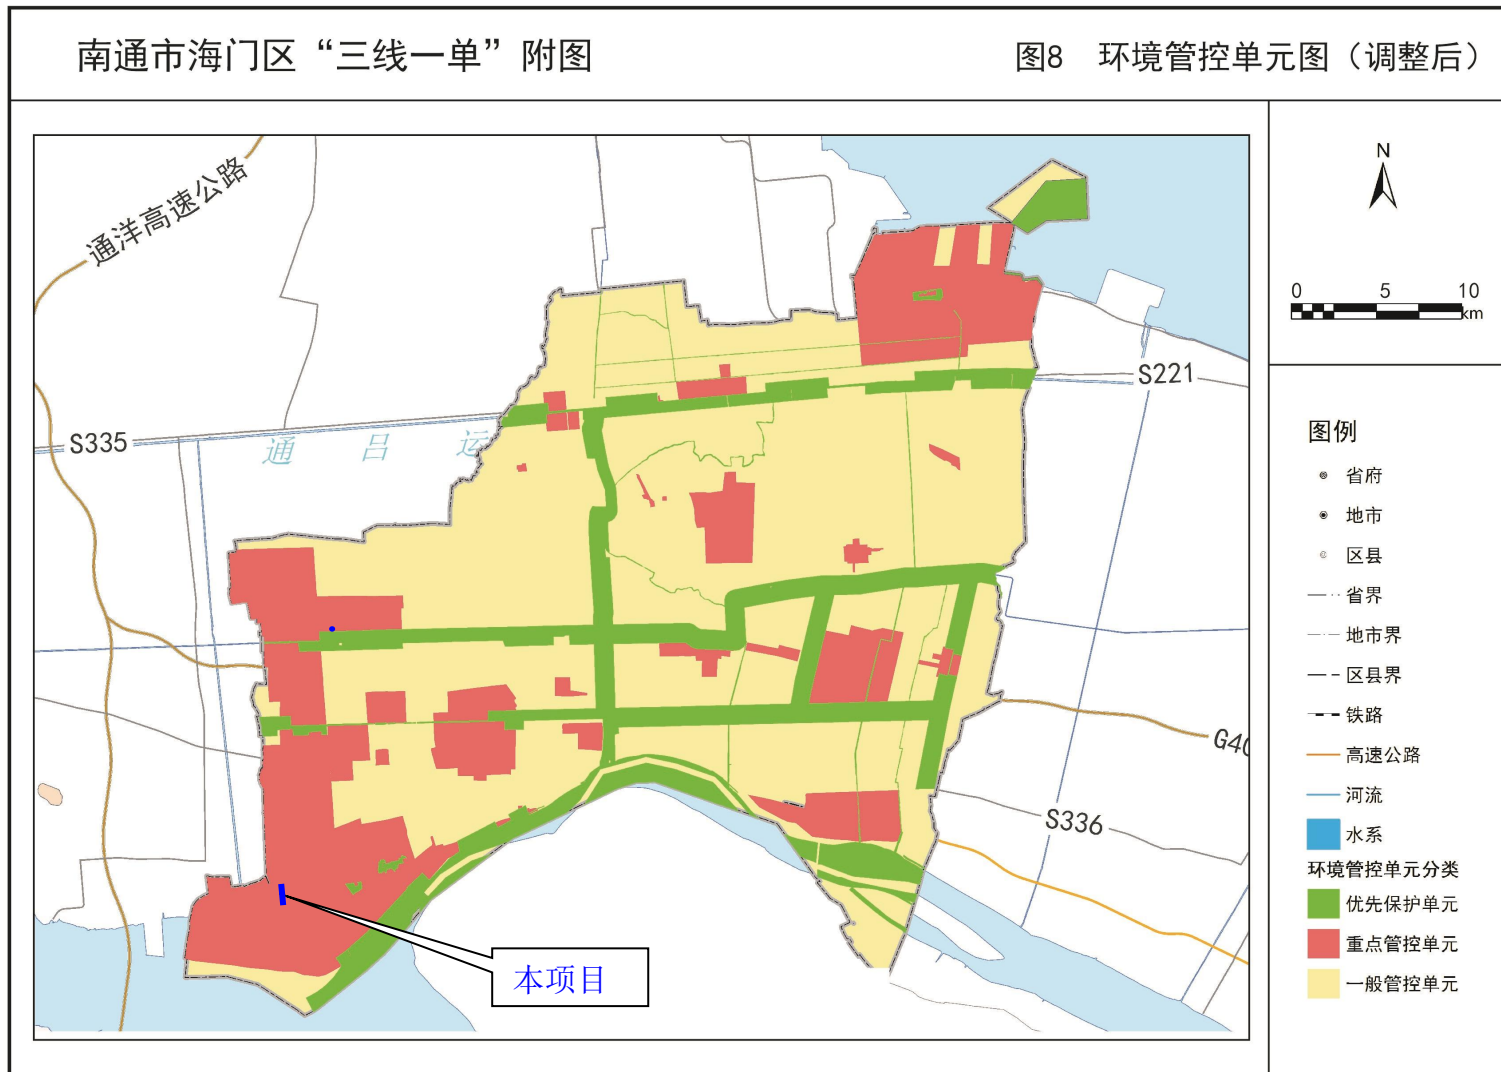 南通市海门区“三线一单”附图
图8 环境管控单元图（调整后）
通洋高速公路
N
0 5 10
km
S221
S335
通 吕 运
图例
省府
地市
区县
省界
地市界
区县界
铁路
高速公路
河流
水系
环境管控单元分类
优先保护单元
重点管控单元
一般管控单元
G40
S336
本项目